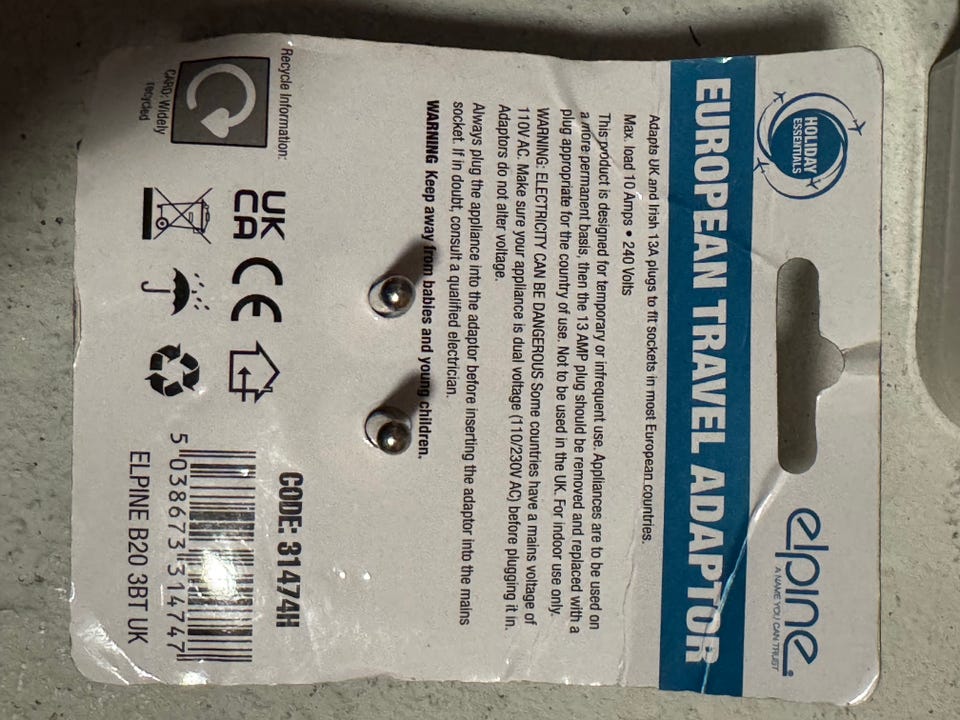 HOLIDAY
ESSENTIALS
elpine
A NAME YOU CAN TRUST
EUROPEAN TRAVEL ADAPTOR
Adapts UK and Irish 13A plugs to fit sockets in most European countries.
Max. load 10 Amps • 240 Volts
This product is designed for temporary or infrequent use. Appliances are to be used on
a more permanent basis, then the 13 AMP plug should be removed and replaced with a
plug appropriate for the country of use. Not to be used in the UK. For indoor use only.
WARNING: ELECTRICITY CAN BE DANGEROUS Some countries have a mains voltage of
110V AC. Make sure your appliance is dual voltage (110/230V AC) before plugging it in.
Adaptors do not alter voltage.
Always plug the appliance into the adaptor before inserting the adaptor into the mains
socket. If in doubt, consult a qualified electrician.
WARNING Keep away from babies and young children.
Recycle Information:
CARD: Widely
recycled
UK
CA
CE
CODE: 31474H
5 038673 314747
ELPINE B20 3BT UK